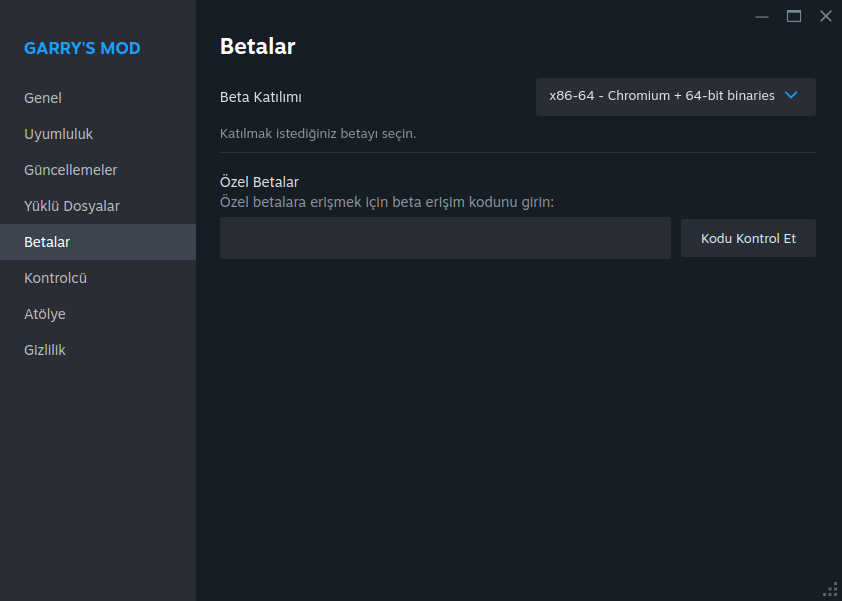 GARRY'S MOD
Genel
Uyumluluk
Güncellemeler
Yüklü Dosyalar
Betalar
Kontrolcü
Atölye
Gizlilik
Betalar
Beta Katılımı
x86-64 - Chromium + 64-bit binaries
Katılmak istediğiniz betayı seçin.
Özel Betalar
Özel betalara erişmek için beta erişim kodunu girin:
Kodu Kontrol Et